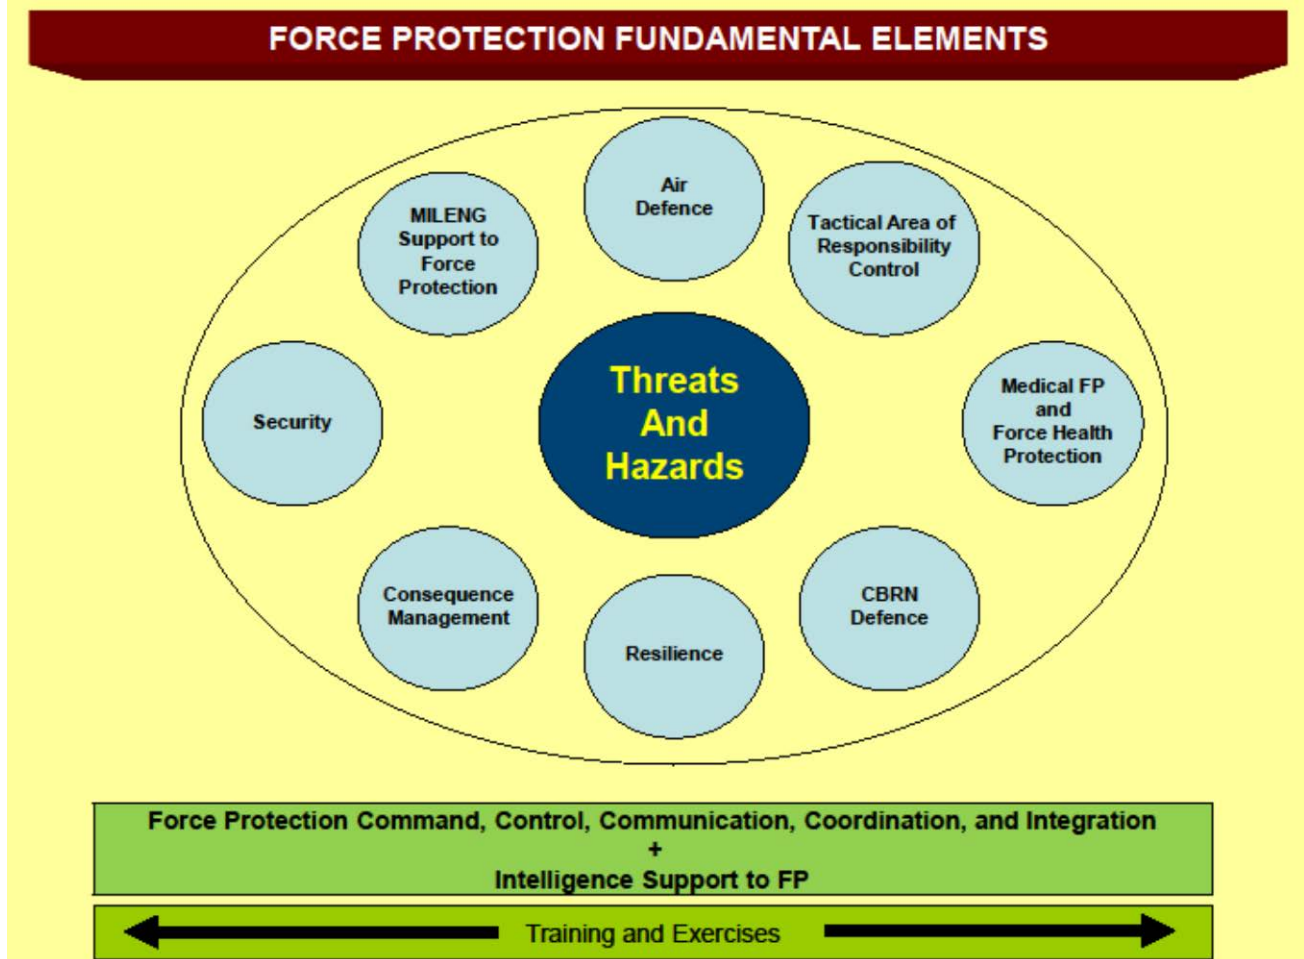 FORCE PROTECTION FUNDAMENTAL ELEMENTS
Air
Defence
MILENG
Support to
Force
Protection
Tactical Area of
Responsibility
Control
Threats
And
Hazards
Security
Medical FP
and
Force Health
Protection
Consequence
Management
CBRN
Defence
Resilience
Force Protection Command, Control, Communication, Coordination, and Integration
+
Intelligence Support to FP
Training and Exercises